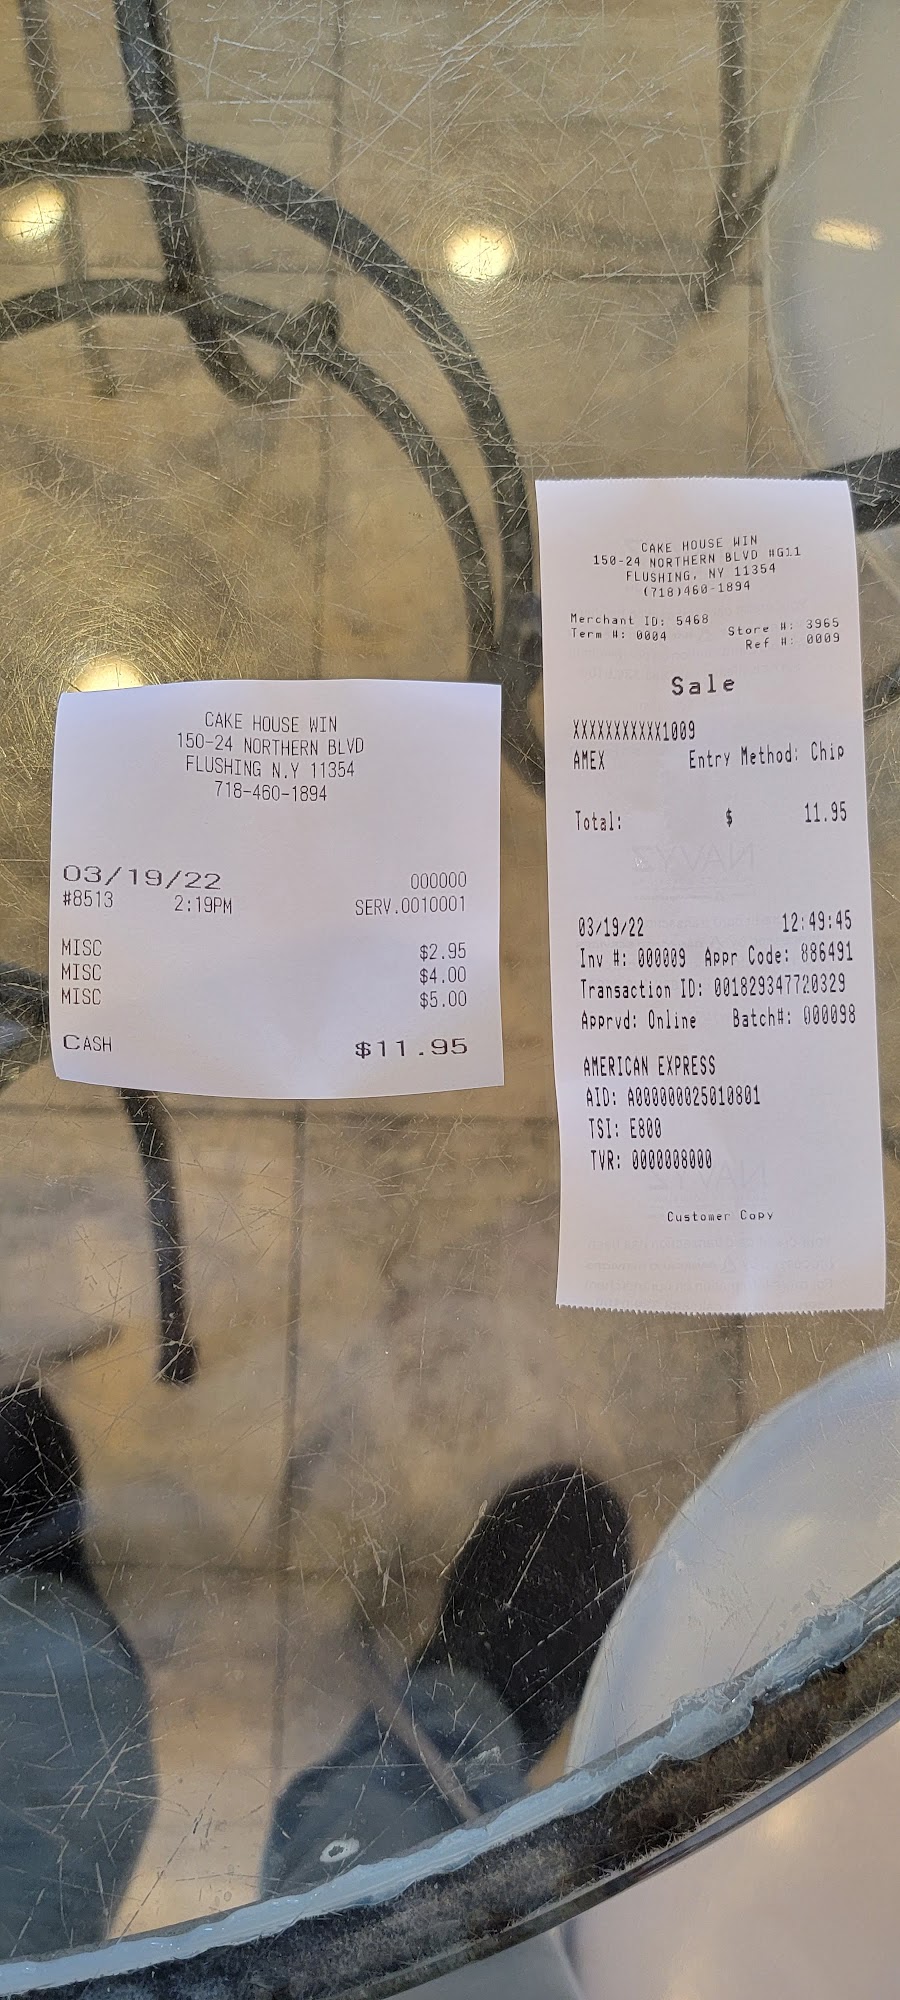 CAKE HOUSE WIN
150-24 NORTHERN BLVD
FLUSHING N.Y 11354
718-460-1894
03/19/22 000000
#8513 2:19PM SERV.0010001
MISC $2.95
MISC $4.00
MISC $5.00
CASH $11.95
CAKE HOUSE WIN
150-24 NORTHERN BLVD #G11
FLUSHING, NY 11354
(718)460-1894
Merchant ID: 5468
Term #: 0004 Store #: 3965
Ref #: 0009
Sale
XXXXXXXXXXX1009
AMEX Entry Method: Chip
Total: $ 11.95
03/19/22 12:49:45
Inv #: 000009 Appr Code: 886491
Transaction ID: 001829347720329
Apprvd: Online Batch#: 000098
AMERICAN EXPRESS
AID: A000000025010801
TSI: E800
TVR: 0000008000
Customer Copy